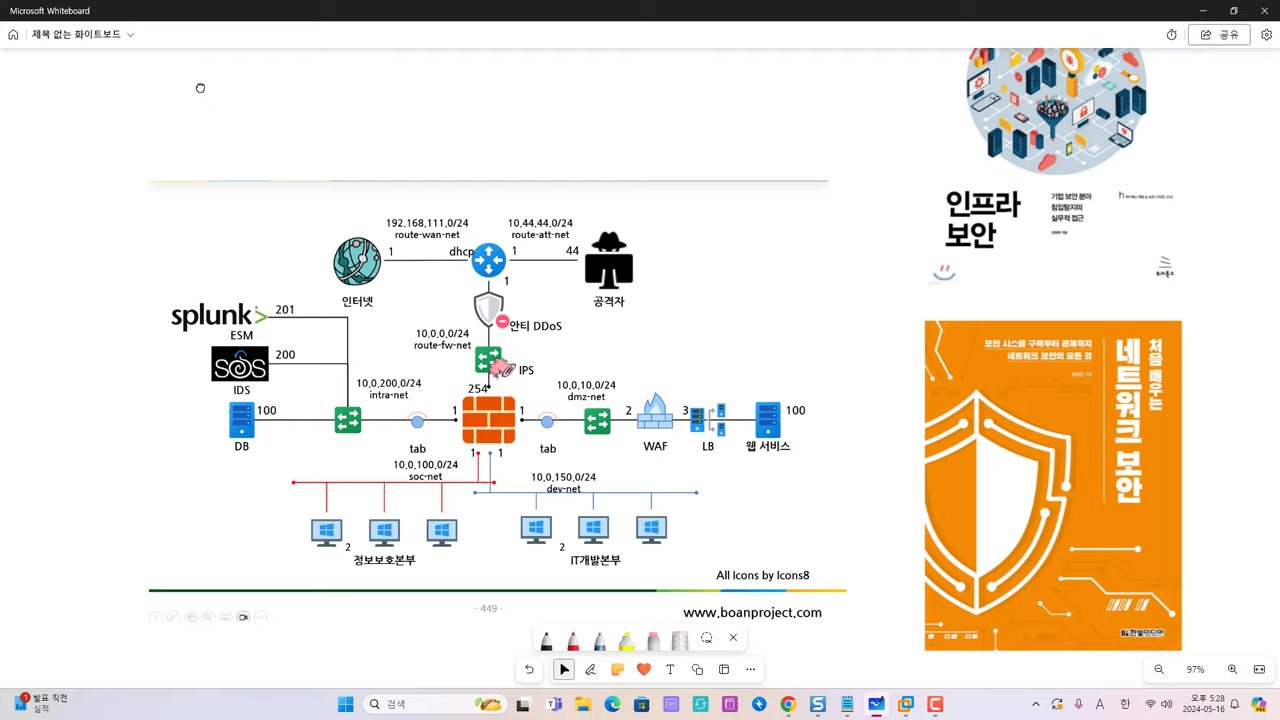 Microsoft Whiteboard
제목 없는 화이트보드
공유
인프라
보안
기업 보안 분야
침입탐지의
실무적 접근
192.168.111.0/24
route-wan-net
10.44.44.0/24
route-att-net
1
dhcp
1
44
1
인터넷
공격자
splunk>
201
ESM
안티 DDoS
10.0.0.0/24
route-fw-net
SOS
200
IDS
IPS
254
10.0.200.0/24
intra-net
10.0.10.0/24
dmz-net
100
1
1
2
3
100
DB
tab
tab
WAF
LB
웹 서비스
1
1
10.0.100.0/24
soc-net
10.0.150.0/24
dev-net
2
정보보호본부
2
IT개발본부
All Icons by Icons8
- 449 -
www.boanproject.com
보안 시스템 구축부터 관제까지
네트워크 보안의 모든 것
처음 배우는
네트워크 보안
한빛미디어
97%
1
발표 직전
실적
검색
A
오후 5:28
2024-05-16